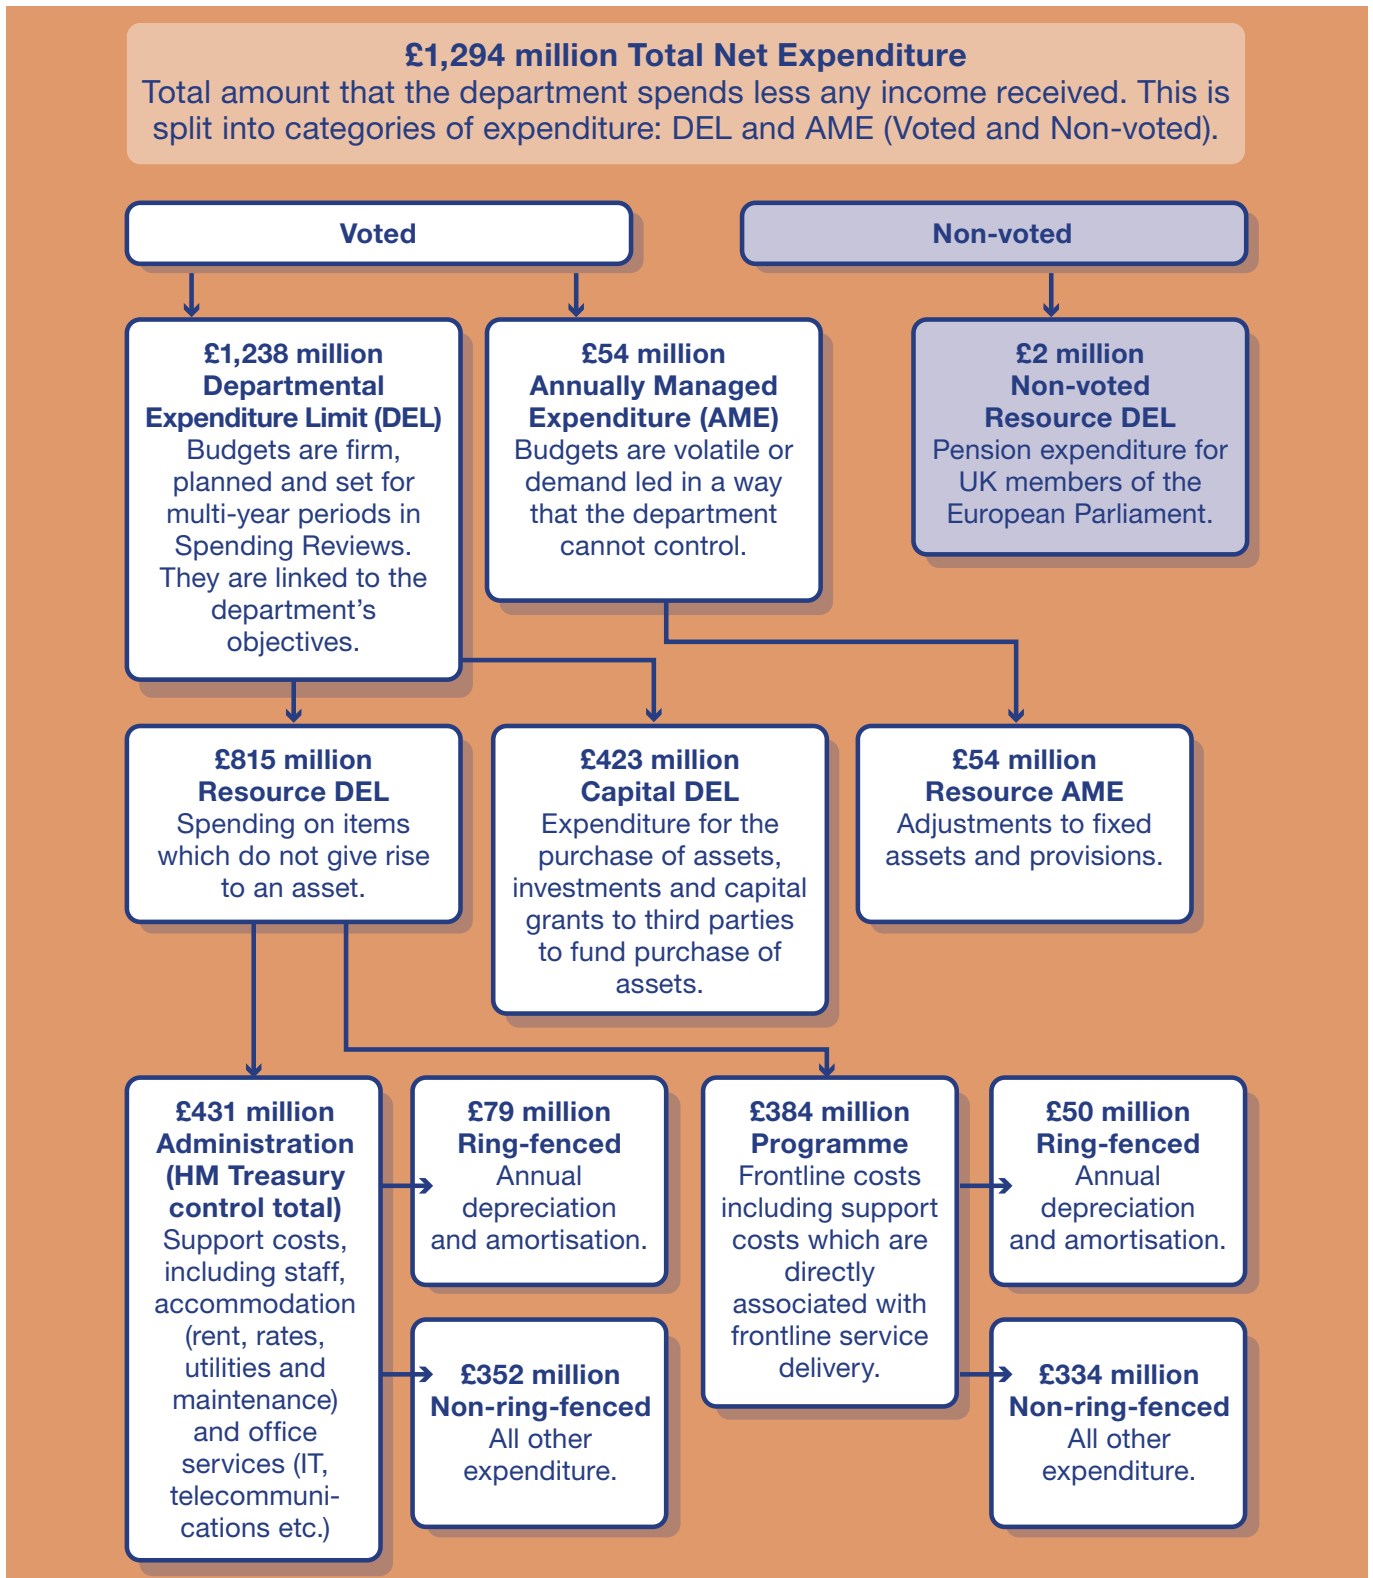 £1,294 million Total Net Expenditure
Total amount that the department spends less any income received. This is
split into categories of expenditure: DEL and AME (Voted and Non-voted).
Voted
Non-voted
£1,238 million
Departmental
Expenditure Limit (DEL)
Budgets are firm,
planned and set for
multi-year periods in
Spending Reviews.
They are linked to the
department’s
objectives.
£54 million
Annually Managed
Expenditure (AME)
Budgets are volatile or
demand led in a way
that the department
cannot control.
£2 million
Non-voted
Resource DEL
Pension expenditure for
UK members of the
European Parliament.
£815 million
Resource DEL
Spending on items
which do not give rise
to an asset.
£423 million
Capital DEL
Expenditure for the
purchase of assets,
investments and capital
grants to third parties
to fund purchase of
assets.
£54 million
Resource AME
Adjustments to fixed
assets and provisions.
£431 million
Administration
(HM Treasury
control total)
Support costs,
including staff,
accommodation
(rent, rates,
utilities and
maintenance)
and office
services (IT,
telecommuni-
cations etc.)
£79 million
Ring-fenced
Annual
depreciation
and amortisation.
£352 million
Non-ring-fenced
All other
expenditure.
£384 million
Programme
Frontline costs
including support
costs which are
directly
associated with
frontline service
delivery.
£50 million
Ring-fenced
Annual
depreciation
and amortisation.
£334 million
Non-ring-fenced
All other
expenditure.